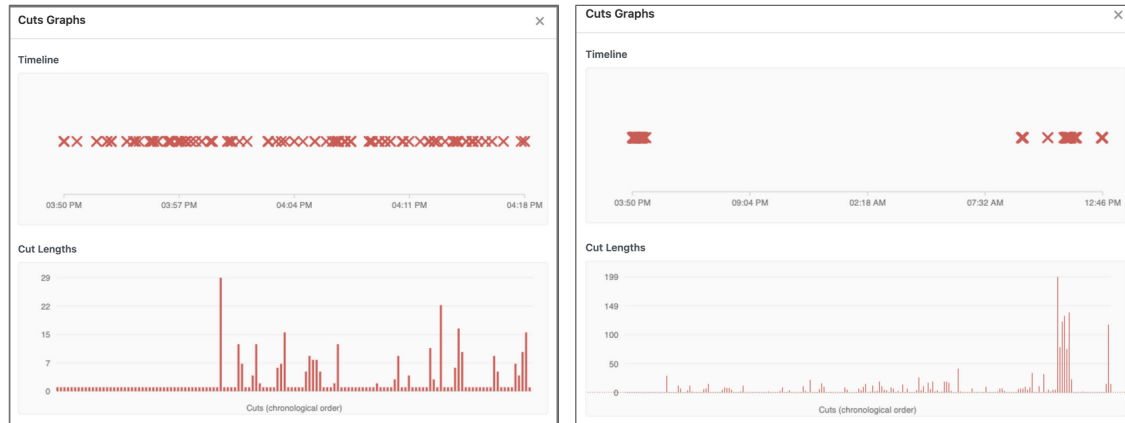 Cuts Graphs
Timeline
03:50 PM 03:57 PM 04:04 PM 04:11 PM 04:18 PM
Cut Lengths
29
22
15
7
0
Cuts (chronological order)
Cuts Graphs
Timeline
03:50 PM 09:04 PM 02:18 AM 07:32 AM 12:46 PM
Cut Lengths
199
149
100
50
0
Cuts (chronological order)